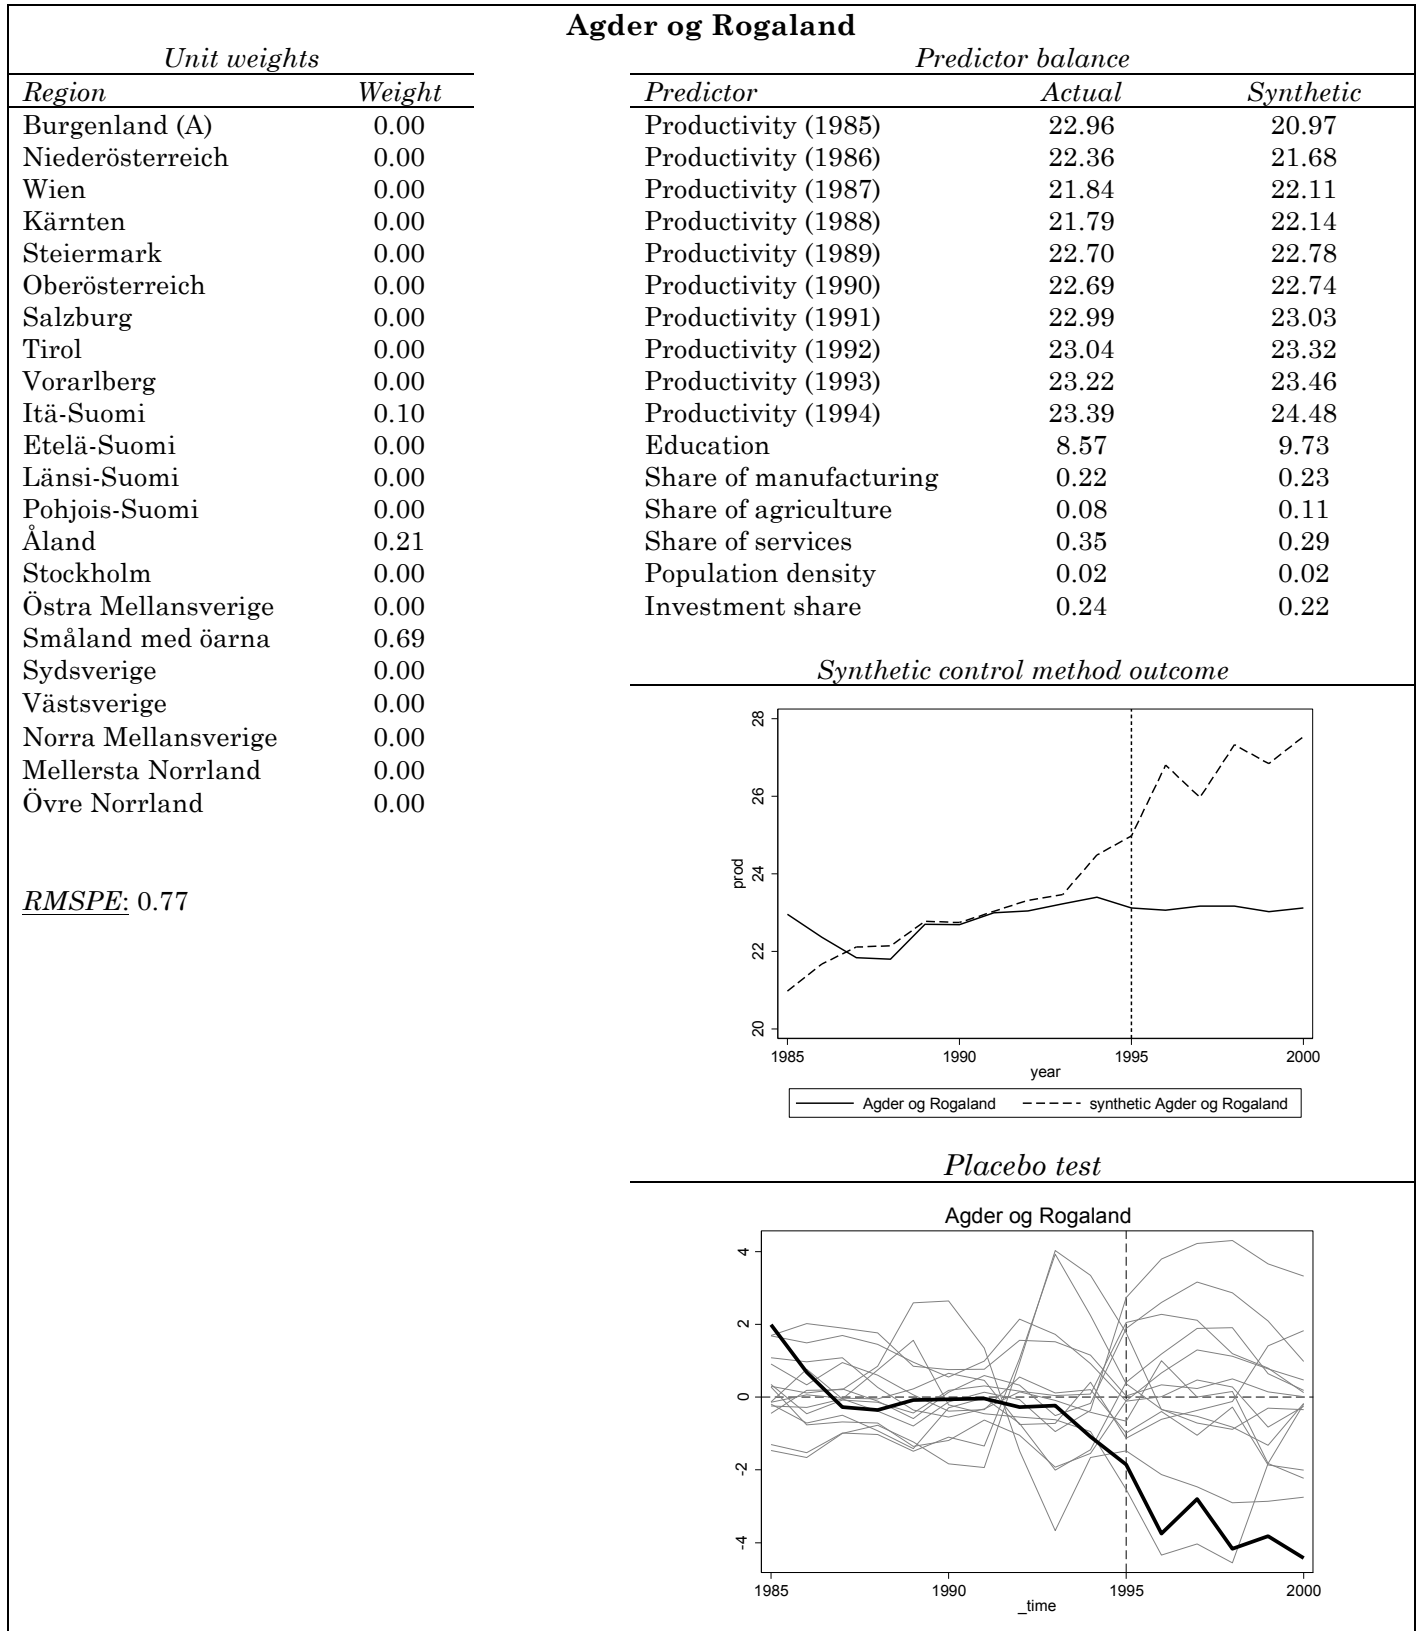 Agder og Rogaland
Unit weights
Region Weight
Burgenland (A) 0.00
Niederösterreich 0.00
Wien 0.00
Kärnten 0.00
Steiermark 0.00
Oberösterreich 0.00
Salzburg 0.00
Tirol 0.00
Vorarlberg 0.00
Itä-Suomi 0.10
Etelä-Suomi 0.00
Länsi-Suomi 0.00
Pohjois-Suomi 0.00
Åland 0.21
Stockholm 0.00
Östra Mellansverige 0.00
Småland med öarna 0.69
Sydsverige 0.00
Västsverige 0.00
Norra Mellansverige 0.00
Mellersta Norrland 0.00
Övre Norrland 0.00
RMSPE: 0.77
Predictor balance
Predictor Actual Synthetic
Productivity (1985) 22.96 20.97
Productivity (1986) 22.36 21.68
Productivity (1987) 21.84 22.11
Productivity (1988) 21.79 22.14
Productivity (1989) 22.70 22.78
Productivity (1990) 22.69 22.74
Productivity (1991) 22.99 23.03
Productivity (1992) 23.04 23.32
Productivity (1993) 23.22 23.46
Productivity (1994) 23.39 24.48
Education 8.57 9.73
Share of manufacturing 0.22 0.23
Share of agriculture 0.08 0.11
Share of services 0.35 0.29
Population density 0.02 0.02
Investment share 0.24 0.22
Synthetic control method outcome
28
26
24
22
20
prod
1985 1990 1995 2000
year
Agder og Rogaland synthetic Agder og Rogaland
Placebo test
Agder og Rogaland
4
2
0
-2
-4
1985 1990 1995 2000
_time